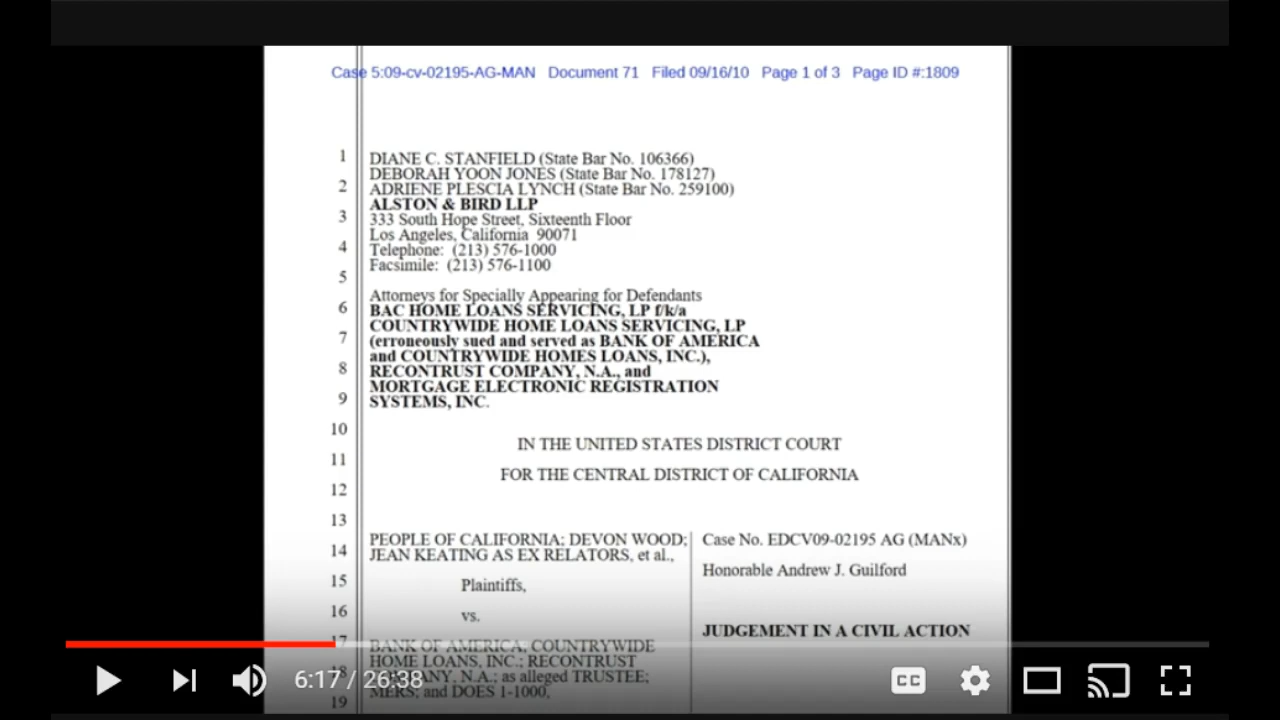 Case 5:09-cv-02195-AG-MAN Document 71 Filed 09/16/10 Page 1 of 3 Page ID #:1809
1
DIANE C. STANFIELD (State Bar No. 106366)
DEBORAH YOON JONES (State Bar No. 178127)
2
ADRIENE PLESCIA LYNCH (State Bar No. 259100)
ALSTON & BIRD LLP
3
333 South Hope Street, Sixteenth Floor
Los Angeles, California 90071
4
Telephone: (213) 576-1000
Facsimile: (213) 576-1100
5
Attorneys for Specially Appearing for Defendants
6
BAC HOME LOANS SERVICING, LP f/k/a
COUNTRYWIDE HOME LOANS SERVICING, LP
7
(erroneously sued and served as BANK OF AMERICA
and COUNTRYWIDE HOMES LOANS, INC.),
8
RECONTRUST COMPANY, N.A., and
MORTGAGE ELECTRONIC REGISTRATION
9
SYSTEMS, INC.
10
IN THE UNITED STATES DISTRICT COURT
11
FOR THE CENTRAL DISTRICT OF CALIFORNIA
12
13
PEOPLE OF CALIFORNIA; DEVON WOOD;
14
JEAN KEATING AS EX RELATORS, et al.,
15
Plaintiffs,
16
vs.
17
BANK OF AMERICA, COUNTRYWIDE
HOME LOANS, INC.; RECONTRUST
18
COMPANY, N.A.; as alleged TRUSTEE;
MERS; and DOES 1-1000,
19
Case No. EDCV09-02195 AG (MANx)
Honorable Andrew J. Guilford
JUDGEMENT IN A CIVIL ACTION
6:17 / 26:38
CC